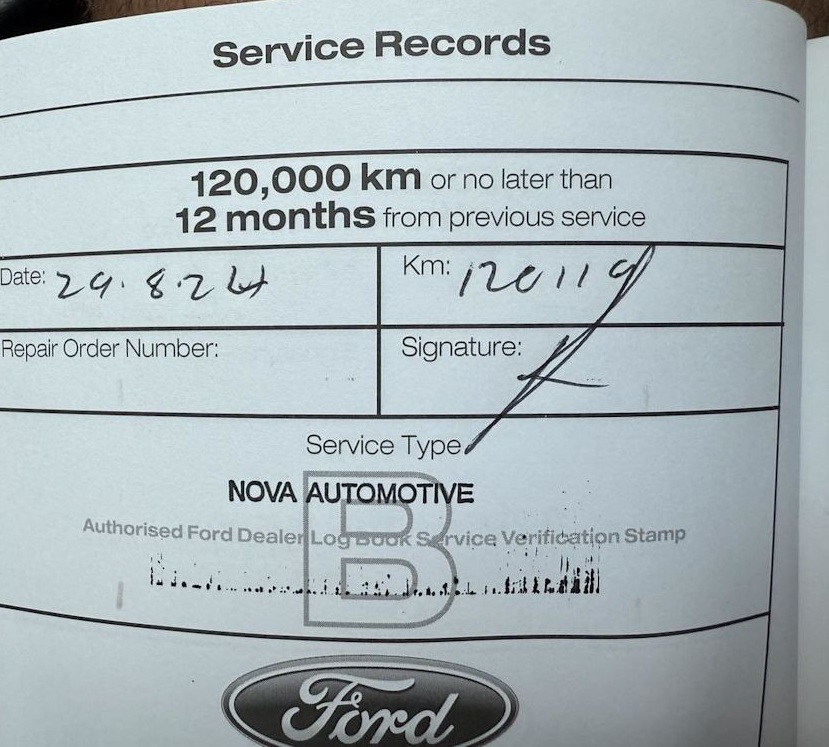 Service Records
120,000 km or no later than
12 months from previous service
Date: 29.8.24
Km: 120119
Repair Order Number:
Signature:
Service Type
NOVA AUTOMOTIVE
B
Authorised Ford Dealer Log Book Service Verification Stamp
Ford